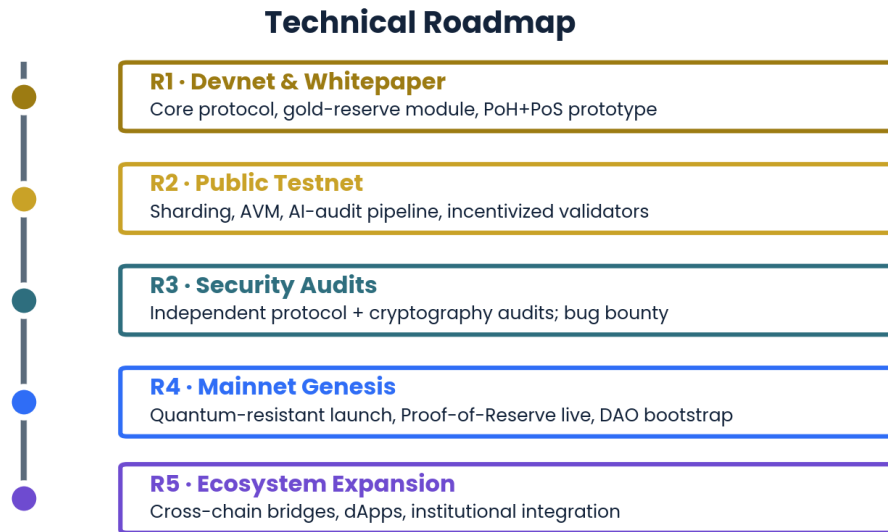 Technical Roadmap
R1 · Devnet & Whitepaper
Core protocol, gold-reserve module, PoH+PoS prototype
R2 · Public Testnet
Sharding, AVM, AI-audit pipeline, incentivized validators
R3 · Security Audits
Independent protocol + cryptography audits; bug bounty
R4 · Mainnet Genesis
Quantum-resistant launch, Proof-of-Reserve live, DAO bootstrap
R5 · Ecosystem Expansion
Cross-chain bridges, dApps, institutional integration